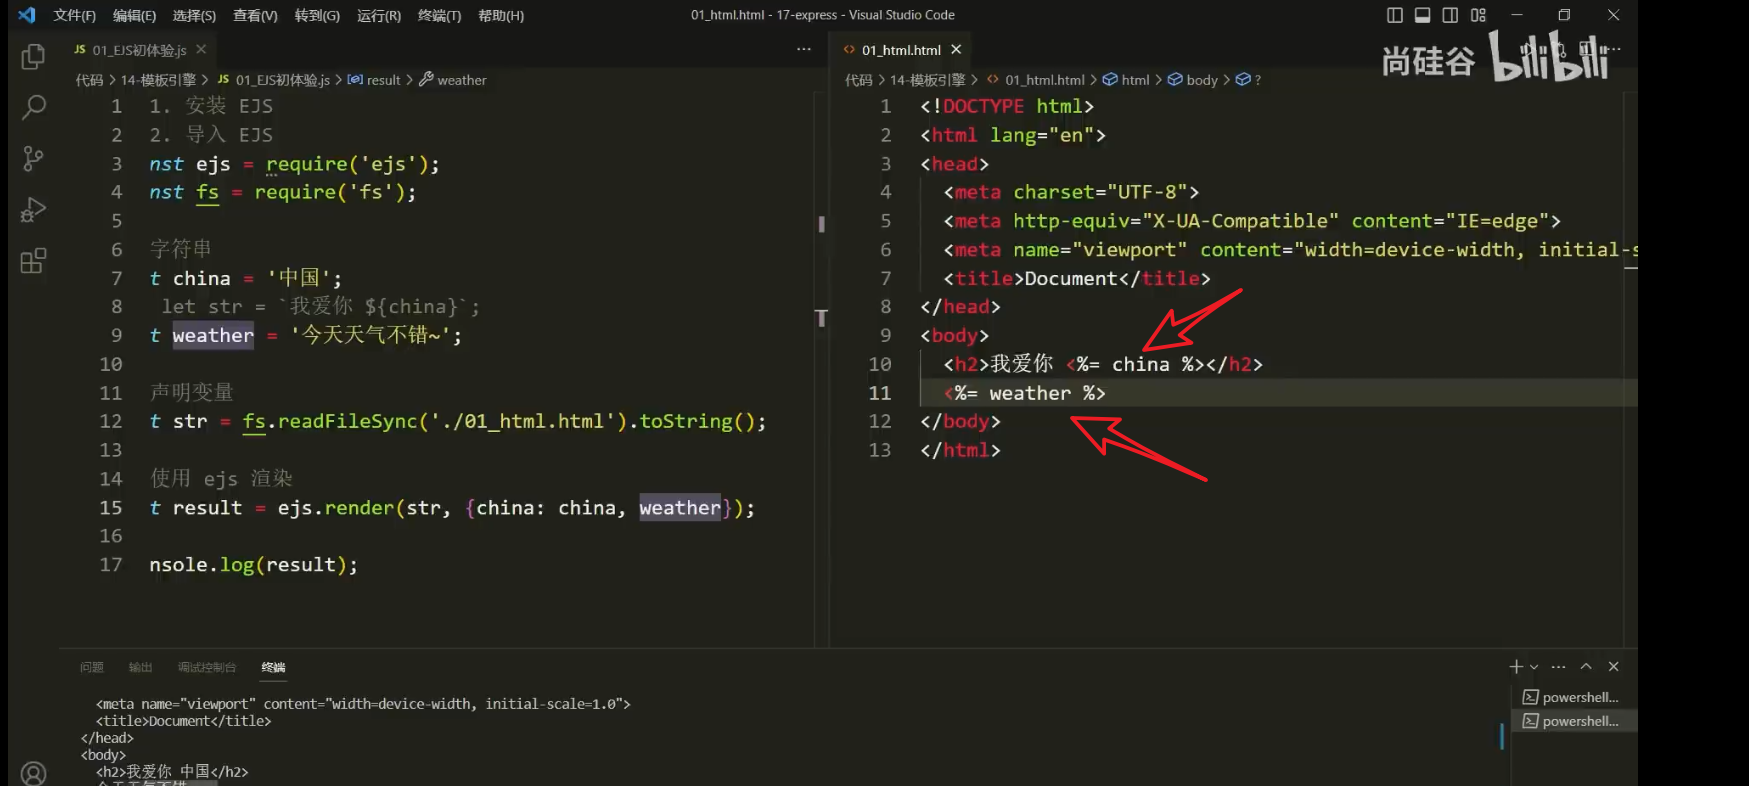 文件(F) 编辑(E) 选择(S) 查看(V) 转到(G) 运行(R) 终端(T) 帮助(H) 01_html.html - 17-express - Visual Studio Code
JS 01_EJS初体验.js
代码 > 14-模板引擎 > JS 01_EJS初体验.js > result > weather
1 1. 安装 EJS
2 2. 导入 EJS
3 nst ejs = require('ejs');
4 nst fs = require('fs');
5
6 字符串
7 t china = '中国';
8 let str = `我爱你 ${china}`;
9 t weather = '今天天气不错~';
10
11 声明变量
12 t str = fs.readFileSync('./01_html.html').toString();
13
14 使用 ejs 渲染
15 t result = ejs.render(str, {china: china, weather});
16
17 nsole.log(result);
01_html.html
尚硅谷 bilibili
代码 > 14-模板引擎 > 01_html.html > html > body > ?
1 <!DOCTYPE html>
2 <html lang="en">
3 <head>
4 <meta charset="UTF-8">
5 <meta http-equiv="X-UA-Compatible" content="IE=edge">
6 <meta name="viewport" content="width=device-width, initial-s
7 <title>Document</title>
8 </head>
9 <body>
10 <h2>我爱你 <%= china %></h2>
11 <%= weather %>
12 </body>
13 </html>
问题 输出 调试控制台 终端
<meta name="viewport" content="width=device-width, initial-scale=1.0">
<title>Document</title>
</head>
<body>
<h2>我爱你 中国</h2>
powershell...
powershell...